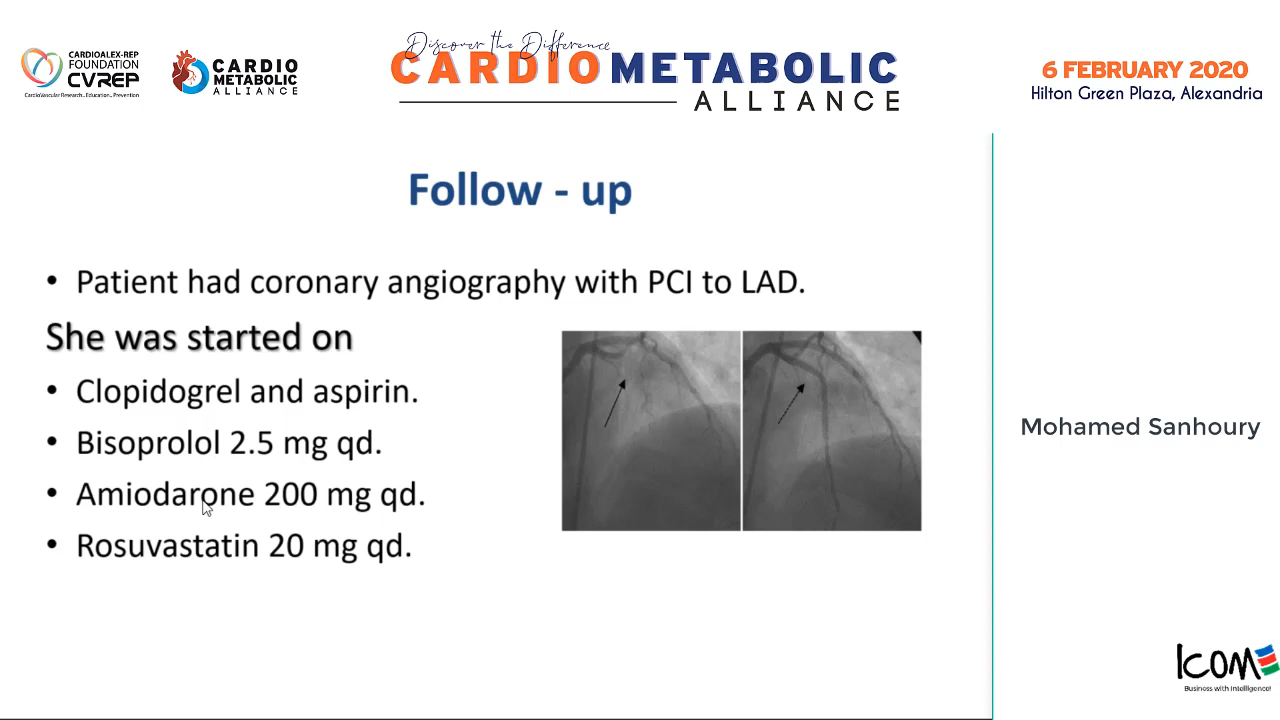 CARDIOALEX-REP
FOUNDATION
CVREP
CardioVascular Research.. Education.. Prevention
CARDIO
METABOLIC
ALLIANCE
Discover the Difference
CARDIOMETABOLIC
ALLIANCE
6 FEBRUARY 2020
Hilton Green Plaza, Alexandria
Follow - up
• Patient had coronary angiography with PCI to LAD.
She was started on
• Clopidogrel and aspirin.
• Bisoprolol 2.5 mg qd.
• Amiodarone 200 mg qd.
• Rosuvastatin 20 mg qd.
Mohamed Sanhoury
ICOM
Business with Intelligence!